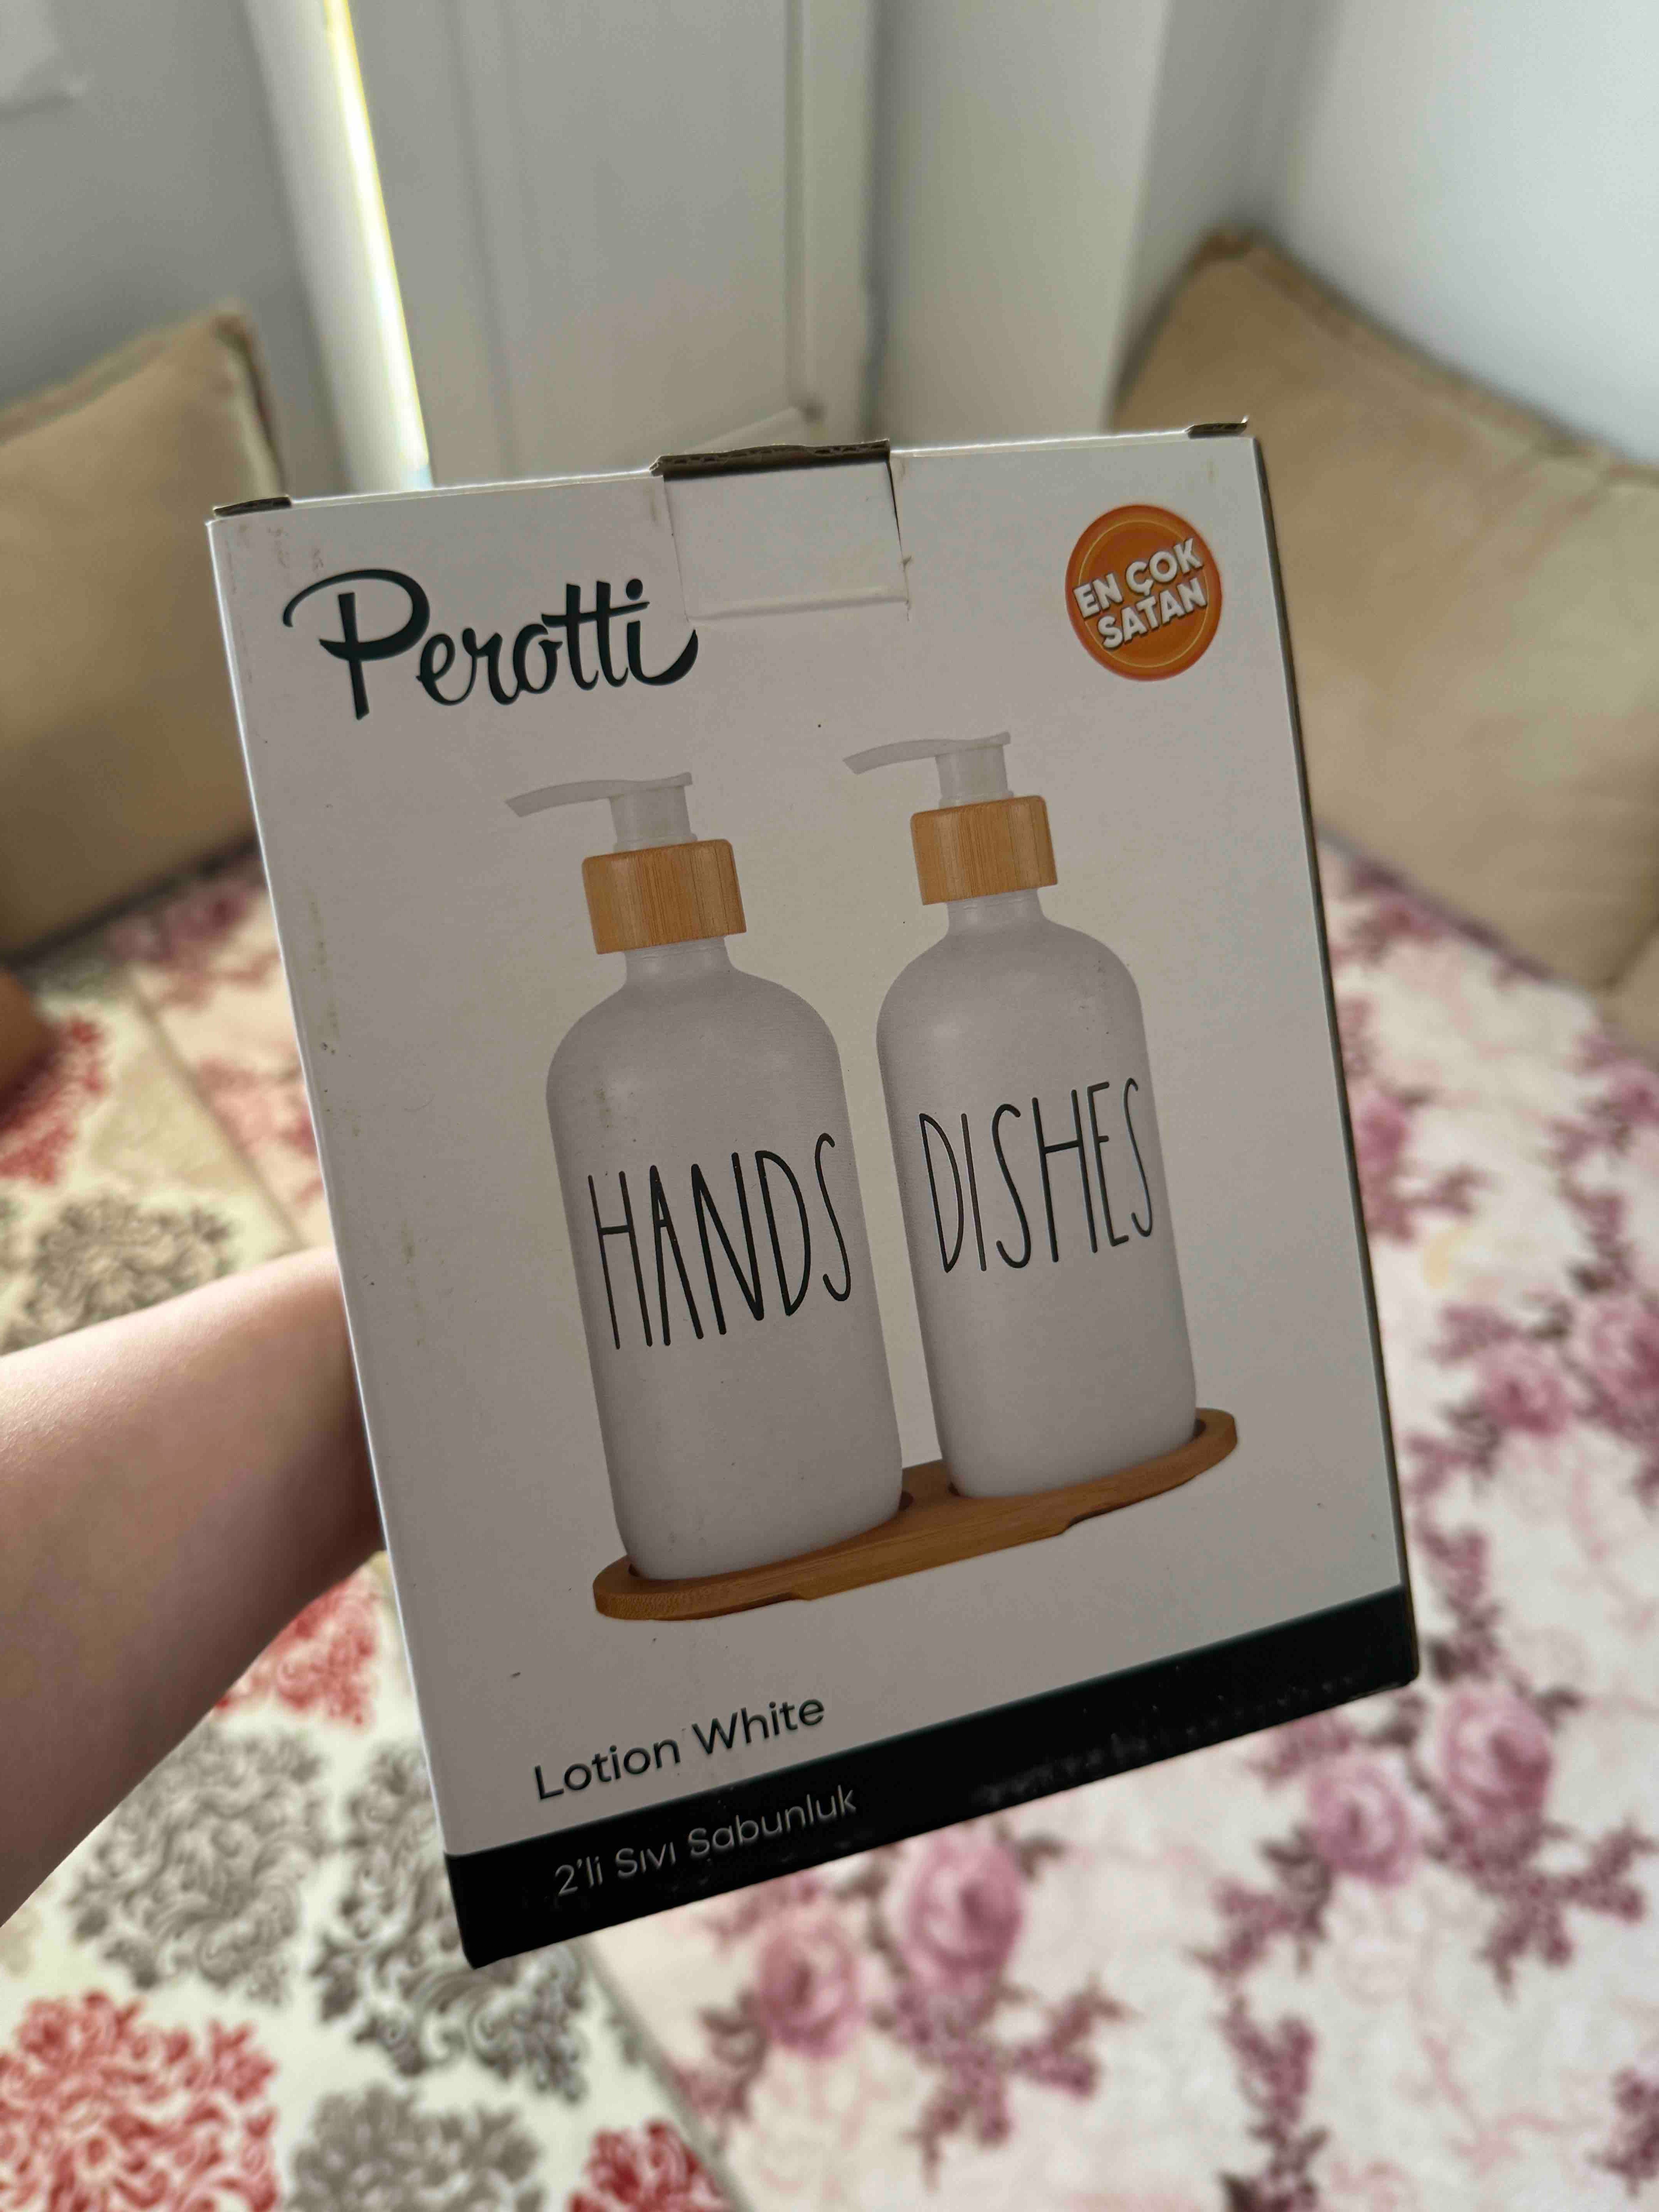 Perotti
EN ÇOK
SATAN
HANDS
DISHES
Lotion White
2'li Sıvı Sabunluk